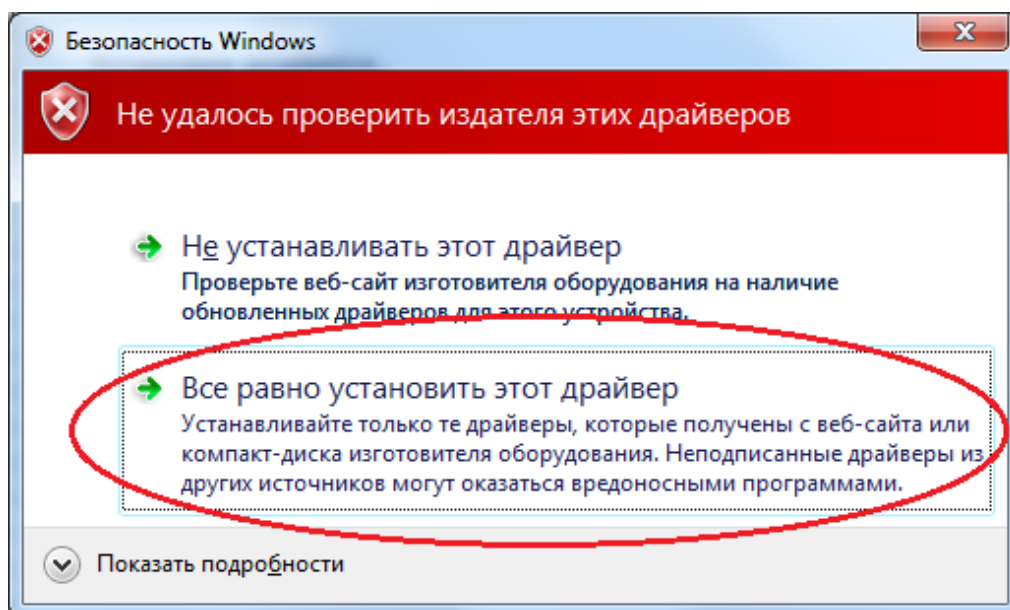 Безопасность Windows
Не удалось проверить издателя этих драйверов
Не устанавливать этот драйвер
Проверьте веб-сайт изготовителя оборудования на наличие
обновленных драйверов для этого устройства.
Все равно установить этот драйвер
Устанавливайте только те драйверы, которые получены с веб-сайта или
компакт-диска изготовителя оборудования. Неподписанные драйверы из
других источников могут оказаться вредоносными программами.
Показать подробности